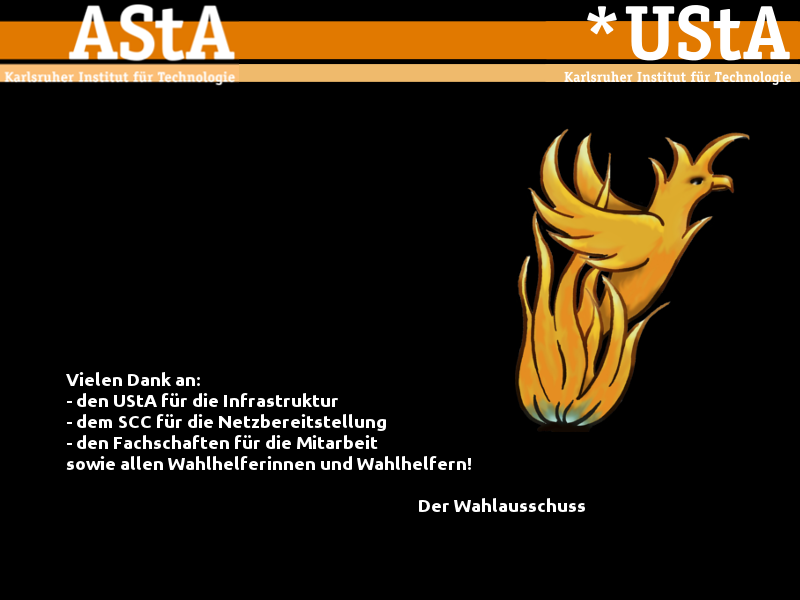 AStA
Karlsruher Institut für Technologie
*UStA
Karlsruher Institut für Technologie
Vielen Dank an:
- den UStA für die Infrastruktur
- dem SCC für die Netzbereitstellung
- den Fachschaften für die Mitarbeit
sowie allen Wahlhelferinnen und Wahlhelfern!
Der Wahlausschuss